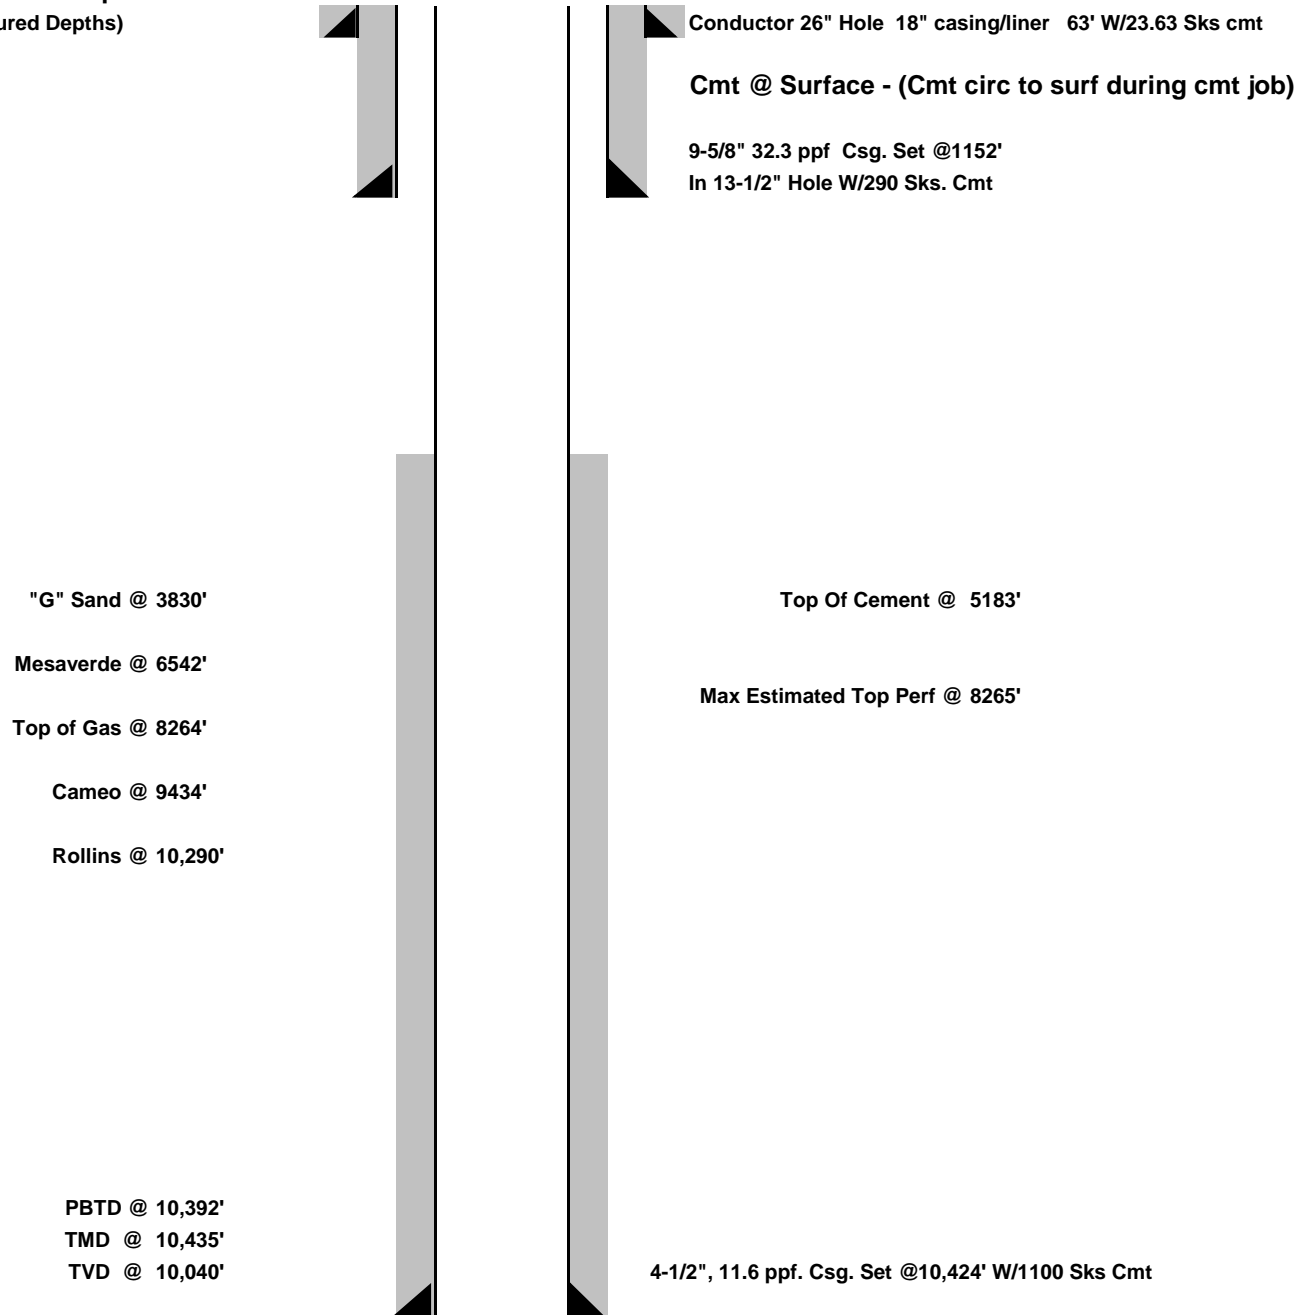 ured Depths)
Conductor 26" Hole 18" casing/liner 63' W/23.63 Sks cmt
Cmt @ Surface - (Cmt circ to surf during cmt job)
9-5/8" 32.3 ppf Csg. Set @1152'
In 13-1/2" Hole W/290 Sks. Cmt
"G" Sand @ 3830'
Top Of Cement @ 5183'
Mesaverde @ 6542'
Max Estimated Top Perf @ 8265'
Top of Gas @ 8264'
Cameo @ 9434'
Rollins @ 10,290'
PBTD @ 10,392'
TMD @ 10,435'
TVD @ 10,040'
4-1/2", 11.6 ppf. Csg. Set @10,424' W/1100 Sks Cmt